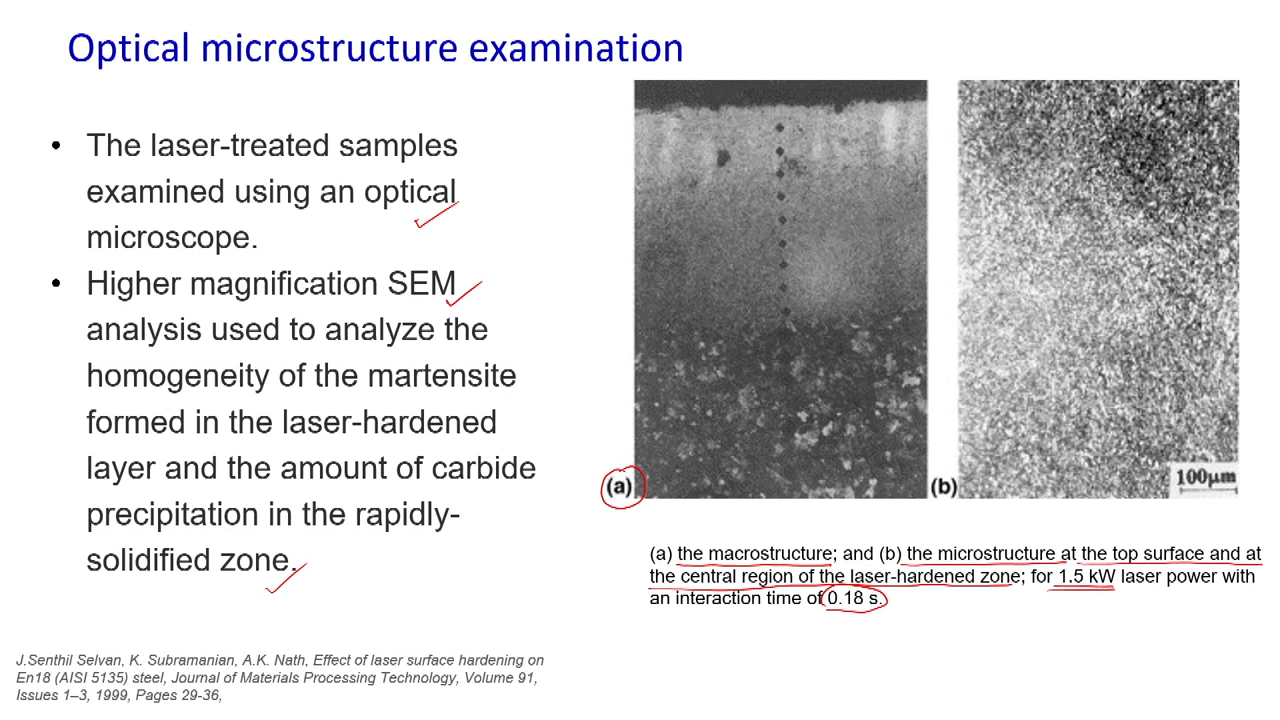 Optical microstructure examination
• The laser-treated samples
examined using an optical
microscope.
• Higher magnification SEM
analysis used to analyze the
homogeneity of the martensite
formed in the laser-hardened
layer and the amount of carbide
precipitation in the rapidly-
solidified zone.
(a)
(b)
100μm
(a) the macrostructure; and (b) the microstructure at the top surface and at
the central region of the laser-hardened zone; for 1.5 kW laser power with
an interaction time of 0.18 s.
J.Senthil Selvan, K. Subramanian, A.K. Nath, Effect of laser surface hardening on
En18 (AISI 5135) steel, Journal of Materials Processing Technology, Volume 91,
Issues 1–3, 1999, Pages 29-36,